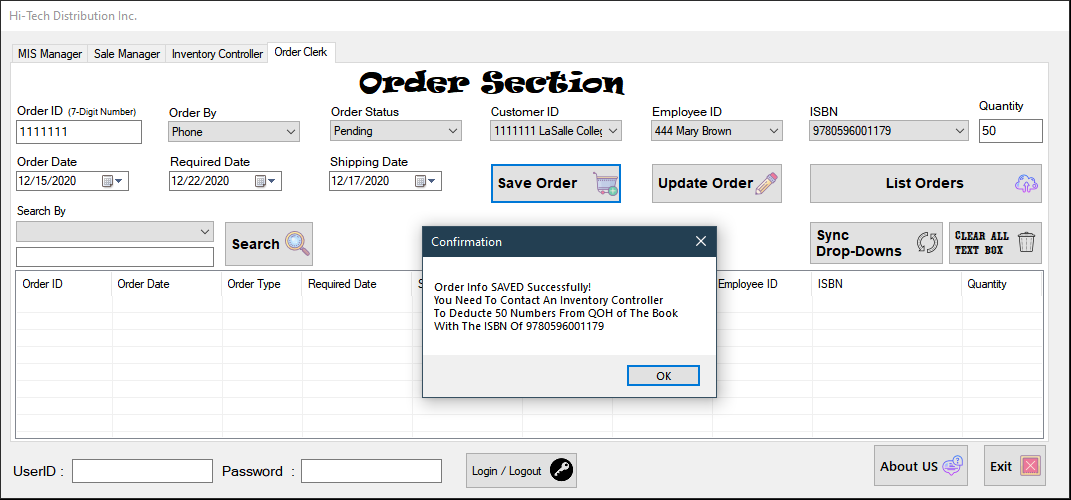 Hi-Tech Distribution Inc.
MIS Manager Sale Manager Inventory Controller Order Clerk
Order Section
Order ID (7-Digit Number) Order By Order Status Customer ID Employee ID ISBN Quantity
1111111 Phone Pending 1111111 LaSalle Colleg 444 Mary Brown 9780596001179 50
Order Date Required Date Shipping Date
12/15/2020 12/22/2020 12/17/2020
Save Order Update Order List Orders
Search By
Search
Sync
Drop-Downs
CLEAR ALL
TEXT BOX
Confirmation
Order Info SAVED Successfully!
You Need To Contact An Inventory Controller
To Deducte 50 Numbers From QOH of The Book
With The ISBN Of 9780596001179
OK
Order ID Order Date Order Type Required Date Employee ID ISBN Quantity
UserID : Password : Login / Logout About US Exit